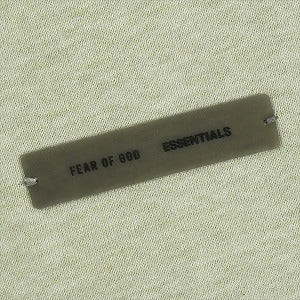 FEAR OF GOD ESSENTIALS